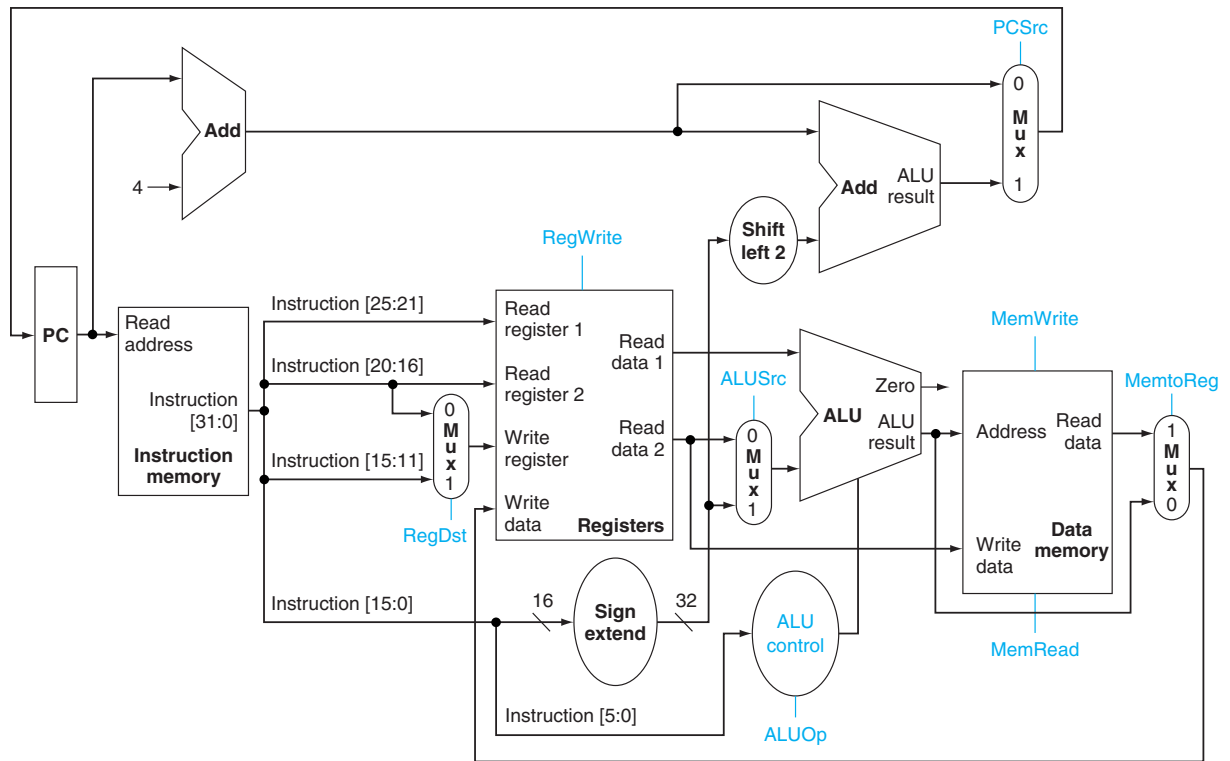 PCSrc
0
M
u
x
1
Add
4
Add
ALU
result
Shift
left 2
RegWrite
PC
Read
address
Instruction
[31:0]
Instruction
memory
Instruction [25:21]
Instruction [20:16]
Instruction [15:11]
Instruction [15:0]
Instruction [5:0]
0
M
u
x
1
RegDst
Read
register 1
Read
register 2
Write
register
Write
data
Read
data 1
Read
data 2
Registers
16
Sign
extend
32
ALUSrc
0
M
u
x
1
Zero
ALU
ALU
result
ALU
control
ALUOp
MemWrite
Address
Read
data
Write
data
Data
memory
MemRead
MemtoReg
1
M
u
x
0